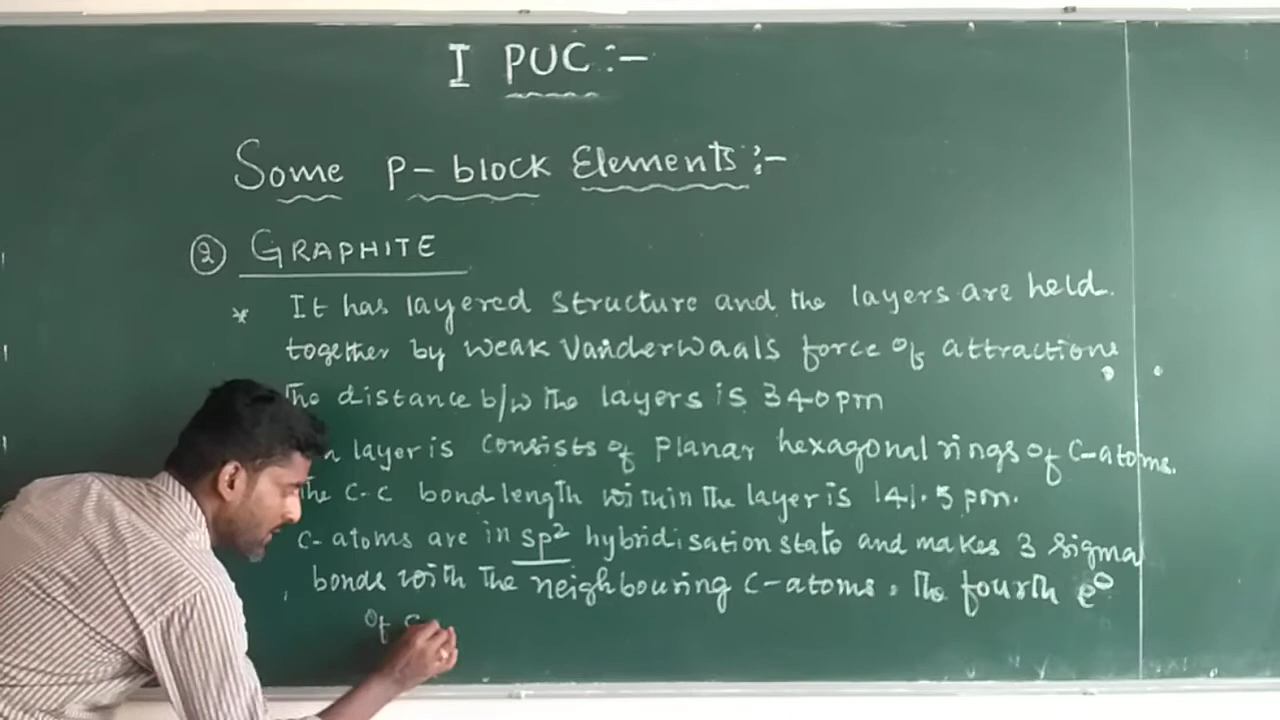 I PUC :-
Some P-block Elements :-
② GRAPHITE
* It has layered structure and the layers are held.
together by weak Vanderwaals force of attractions
The distance b/w the layers is 340pm
layer is consists of planar hexagonal rings of C-atoms.
The C-C bond length within the layer is 141.5 pm.
C-atoms are in sp² hybridisation state and makes 3 sigma
bonds with the neighbouring C-atoms. The fourth e⁰
of